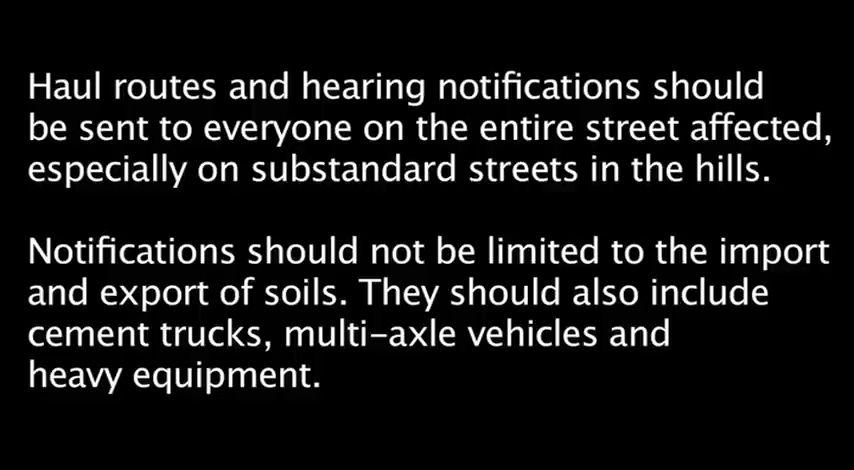 Haul routes and hearing notifications should
be sent to everyone on the entire street affected,
especially on substandard streets in the hills.
Notifications should not be limited to the import
and export of soils. They should also include
cement trucks, multi-axle vehicles and
heavy equipment.